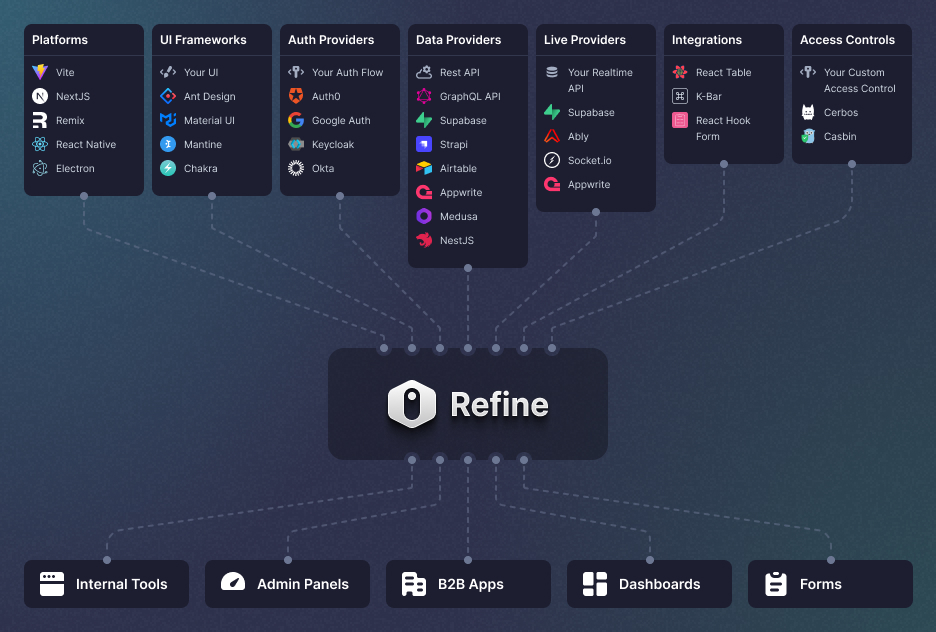 Platforms
Vite
NextJS
Remix
React Native
Electron
UI Frameworks
Your UI
Ant Design
Material UI
Mantine
Chakra
Auth Providers
Your Auth Flow
Auth0
Google Auth
Keycloak
Okta
Data Providers
Rest API
GraphQL API
Supabase
Strapi
Airtable
Appwrite
Medusa
NestJS
Live Providers
Your Realtime
API
Supabase
Ably
Socket.io
Appwrite
Integrations
React Table
K-Bar
React Hook
Form
Access Controls
Your Custom
Access Control
Cerbos
Casbin
Refine
Internal Tools
Admin Panels
B2B Apps
Dashboards
Forms